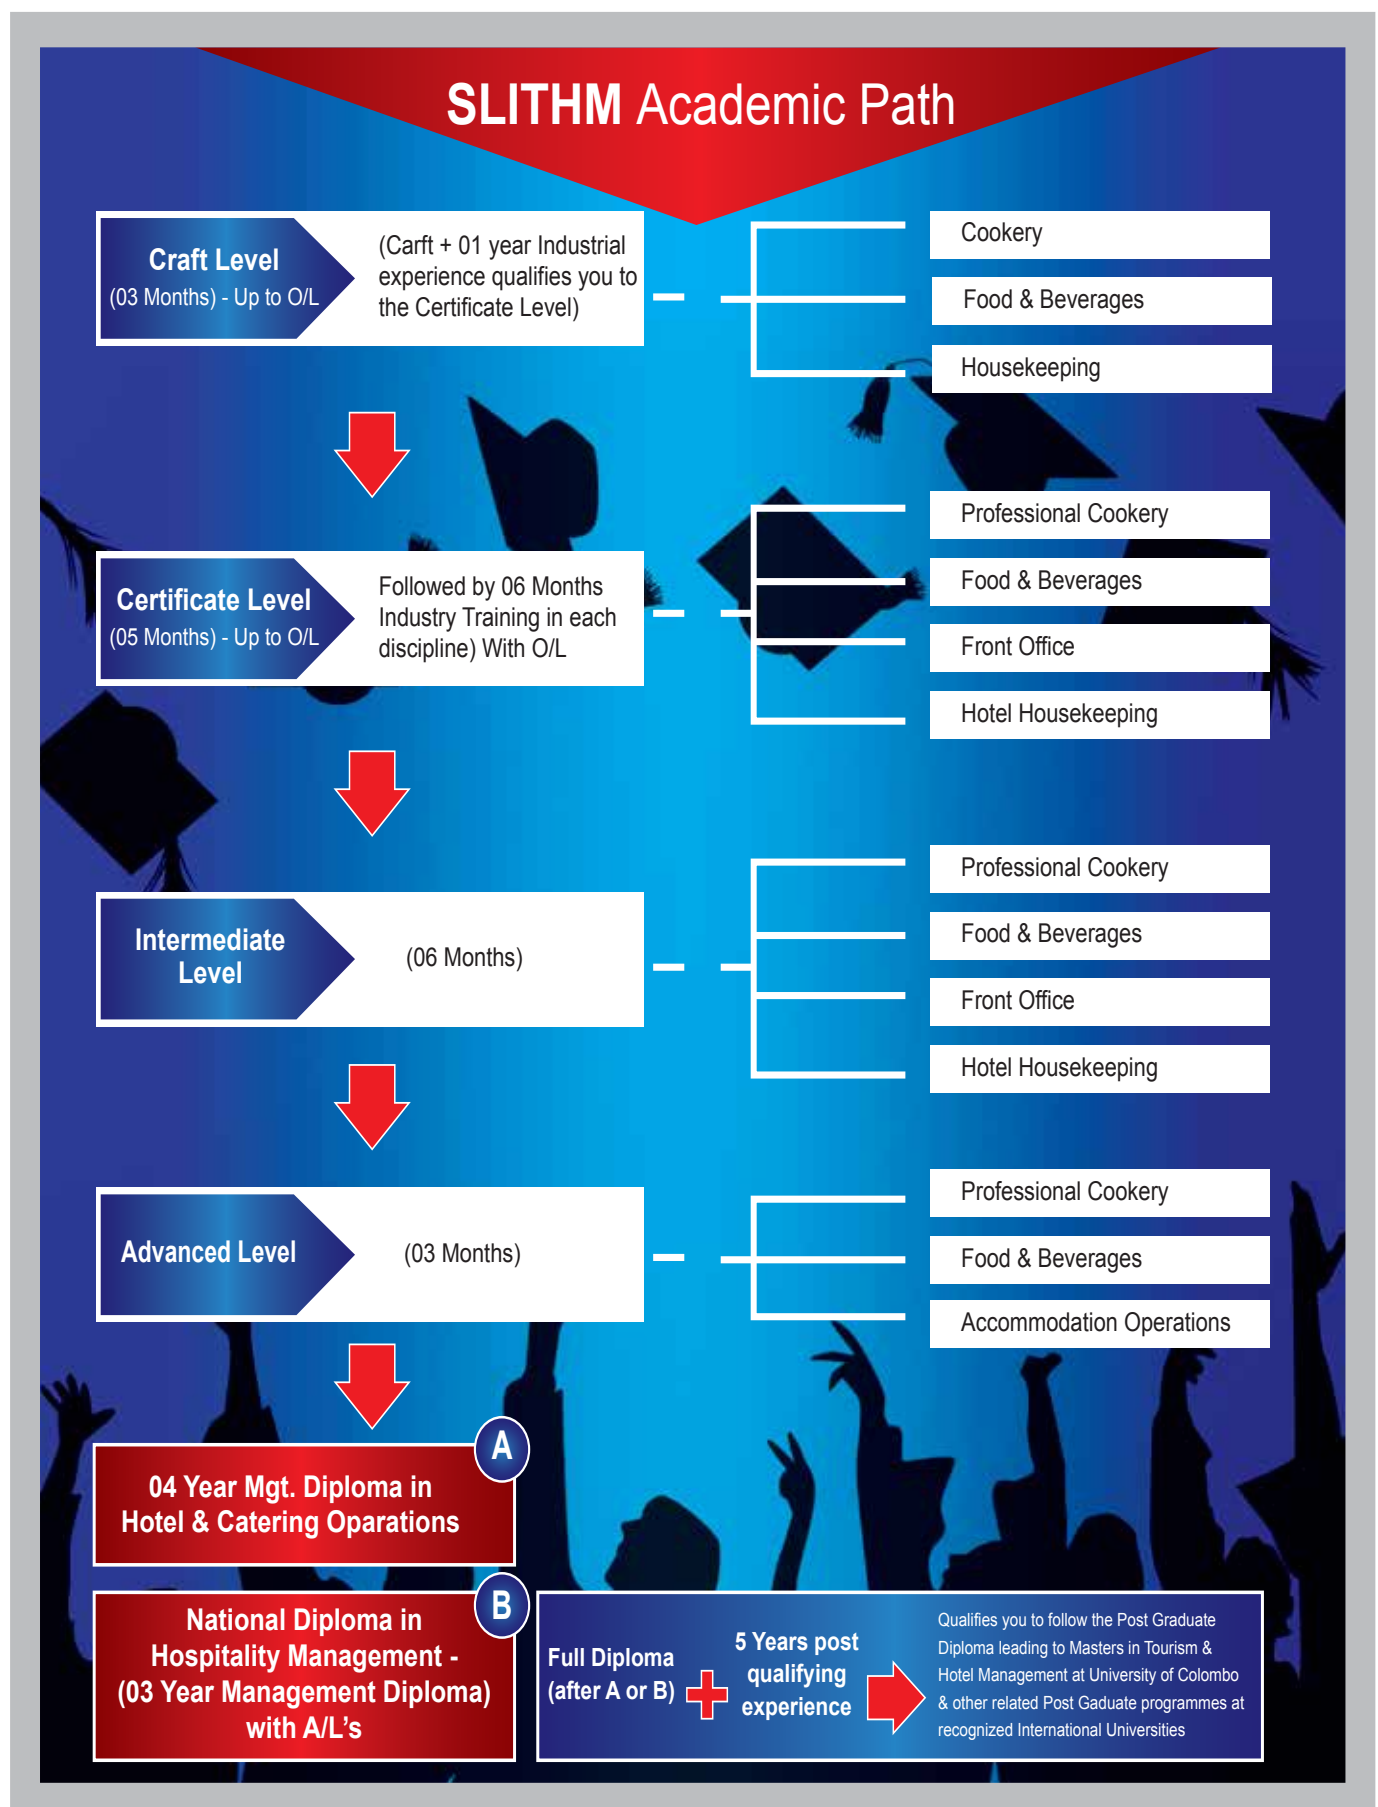 SLITHM Academic Path
Craft Level
(03 Months) - Up to O/L
(Carft + 01 year Industrial
experience qualifies you to
the Certificate Level)
Cookery
Food & Beverages
Housekeeping
Certificate Level
(05 Months) - Up to O/L
Followed by 06 Months
Industry Training in each
discipline) With O/L
Professional Cookery
Food & Beverages
Front Office
Hotel Housekeeping
Intermediate
Level
(06 Months)
Professional Cookery
Food & Beverages
Front Office
Hotel Housekeeping
Advanced Level
(03 Months)
Professional Cookery
Food & Beverages
Accommodation Operations
A
04 Year Mgt. Diploma in
Hotel & Catering Oparations
B
National Diploma in
Hospitality Management -
(03 Year Management Diploma)
with A/L's
Full Diploma
(after A or B)
5 Years post
qualifying
experience
Qualifies you to follow the Post Graduate
Diploma leading to Masters in Tourism &
Hotel Management at University of Colombo
& other related Post Gaduate programmes at
recognized International Universities